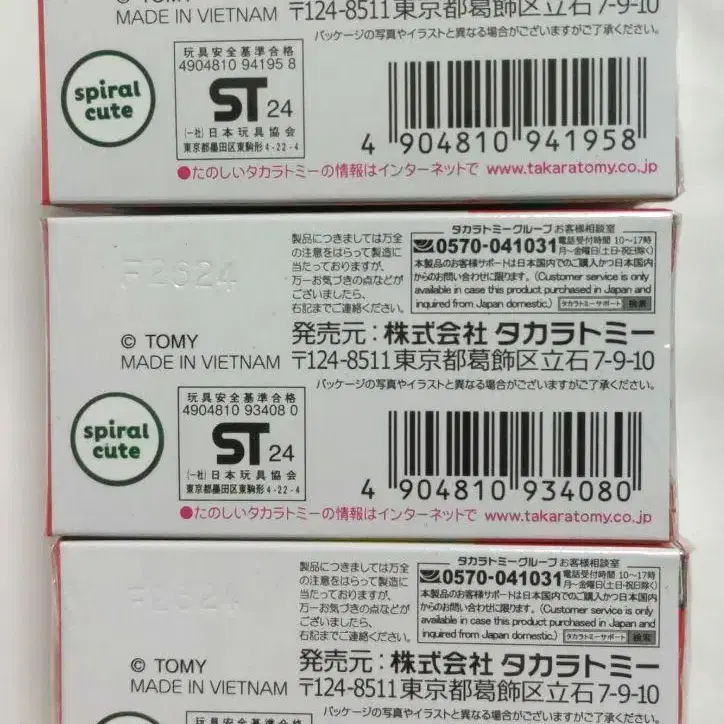 © TOMY
MADE IN VIETNAM 〒124-8511 東京都葛飾区立石7-9-10
パッケージの写真やイラストと異なる場合がございますがご了承ください。
spiral
cute
玩具安全基準合格
4904810 94195 8
ST 24
(一社)日本玩具協会
東京都墨田区東駒形4-22-4
4 904810 941958
●たのしいタカラトミーの情報はインターネットで www.takaratomy.co.jp
F2324
製品につきましては万全
の注意をはらって製造に
当たっておりますが、
万一お気づきの点などが
ございましたら、
右記までご連絡ください。
タカラトミーグループ お客様相談室
0570-041031 電話受付時間 10〜17時
月〜金曜日(土日・祝日除く)
本製品のお客様サポートは日本国内でのご購入かつ日本国内
からのお問い合わせに限ります。(Customer service is only
available in case this product purchased in Japan and
inquired from Japan domestic.) タカラトミーサポート 検索
発売元:株式会社 タカラトミー
© TOMY
MADE IN VIETNAM 〒124-8511 東京都葛飾区立石7-9-10
パッケージの写真やイラストと異なる場合がございますがご了承ください。
spiral
cute
玩具安全基準合格
4904810 93408 0
ST 24
(一社)日本玩具協会
東京都墨田区東駒形4-22-4
4 904810 934080
●たのしいタカラトミーの情報はインターネットで www.takaratomy.co.jp
製品につきましては万全
の注意をはらって製造に
当たっておりますが、
万一お気づきの点などが
ございましたら、
右記までご連絡ください。
タカラトミーグループ お客様相談室
0570-041031 電話受付時間 10〜17時
月〜金曜日(土日・祝日除く)
本製品のお客様サポートは日本国内でのご購入かつ日本国内
からのお問い合わせに限ります。(Customer service is only
available in case this product purchased in Japan and
inquired from Japan domestic.) タカラトミーサポート 検索
発売元:株式会社 タカラトミー
© TOMY
MADE IN VIETNAM 〒124-8511 東京都葛飾区立石7-9-10
パッケージの写真やイラストと異なる場合がございますがご了承ください。
玩具安全基準合格